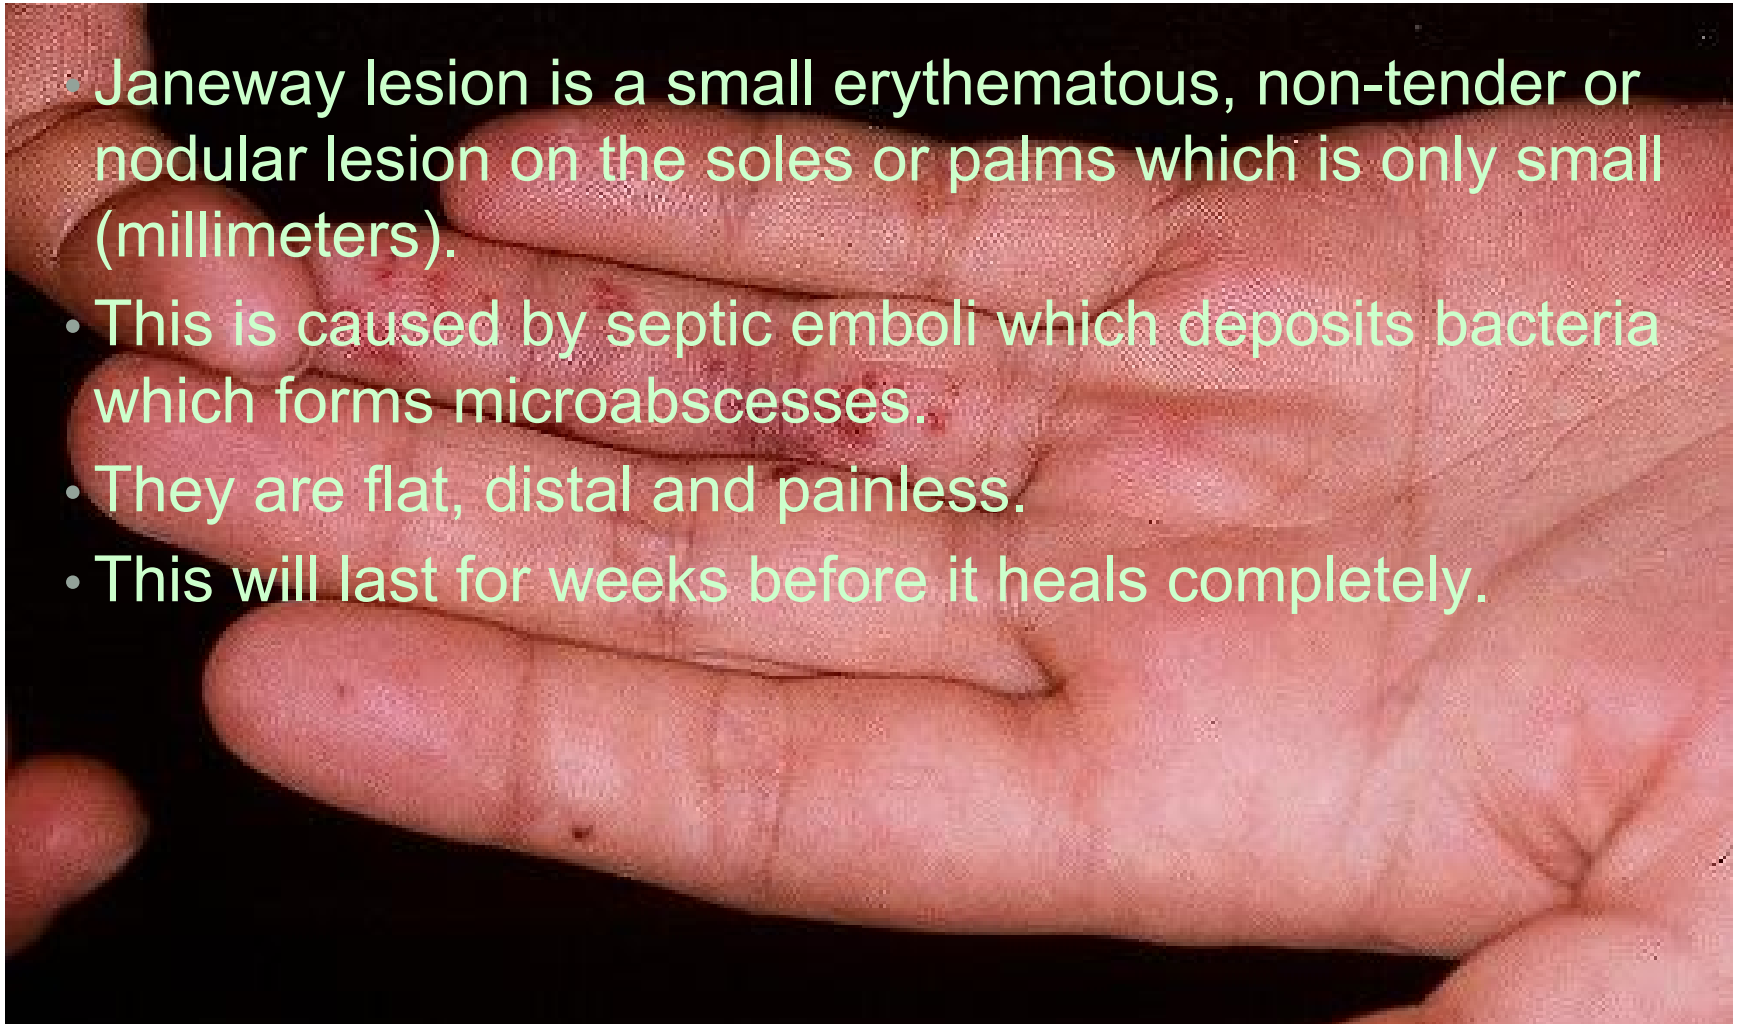 • Janeway lesion is a small erythematous, non-tender or
nodular lesion on the soles or palms which is only small
(millimeters).
• This is caused by septic emboli which deposits bacteria
which forms microabscesses.
• They are flat, distal and painless.
• This will last for weeks before it heals completely.